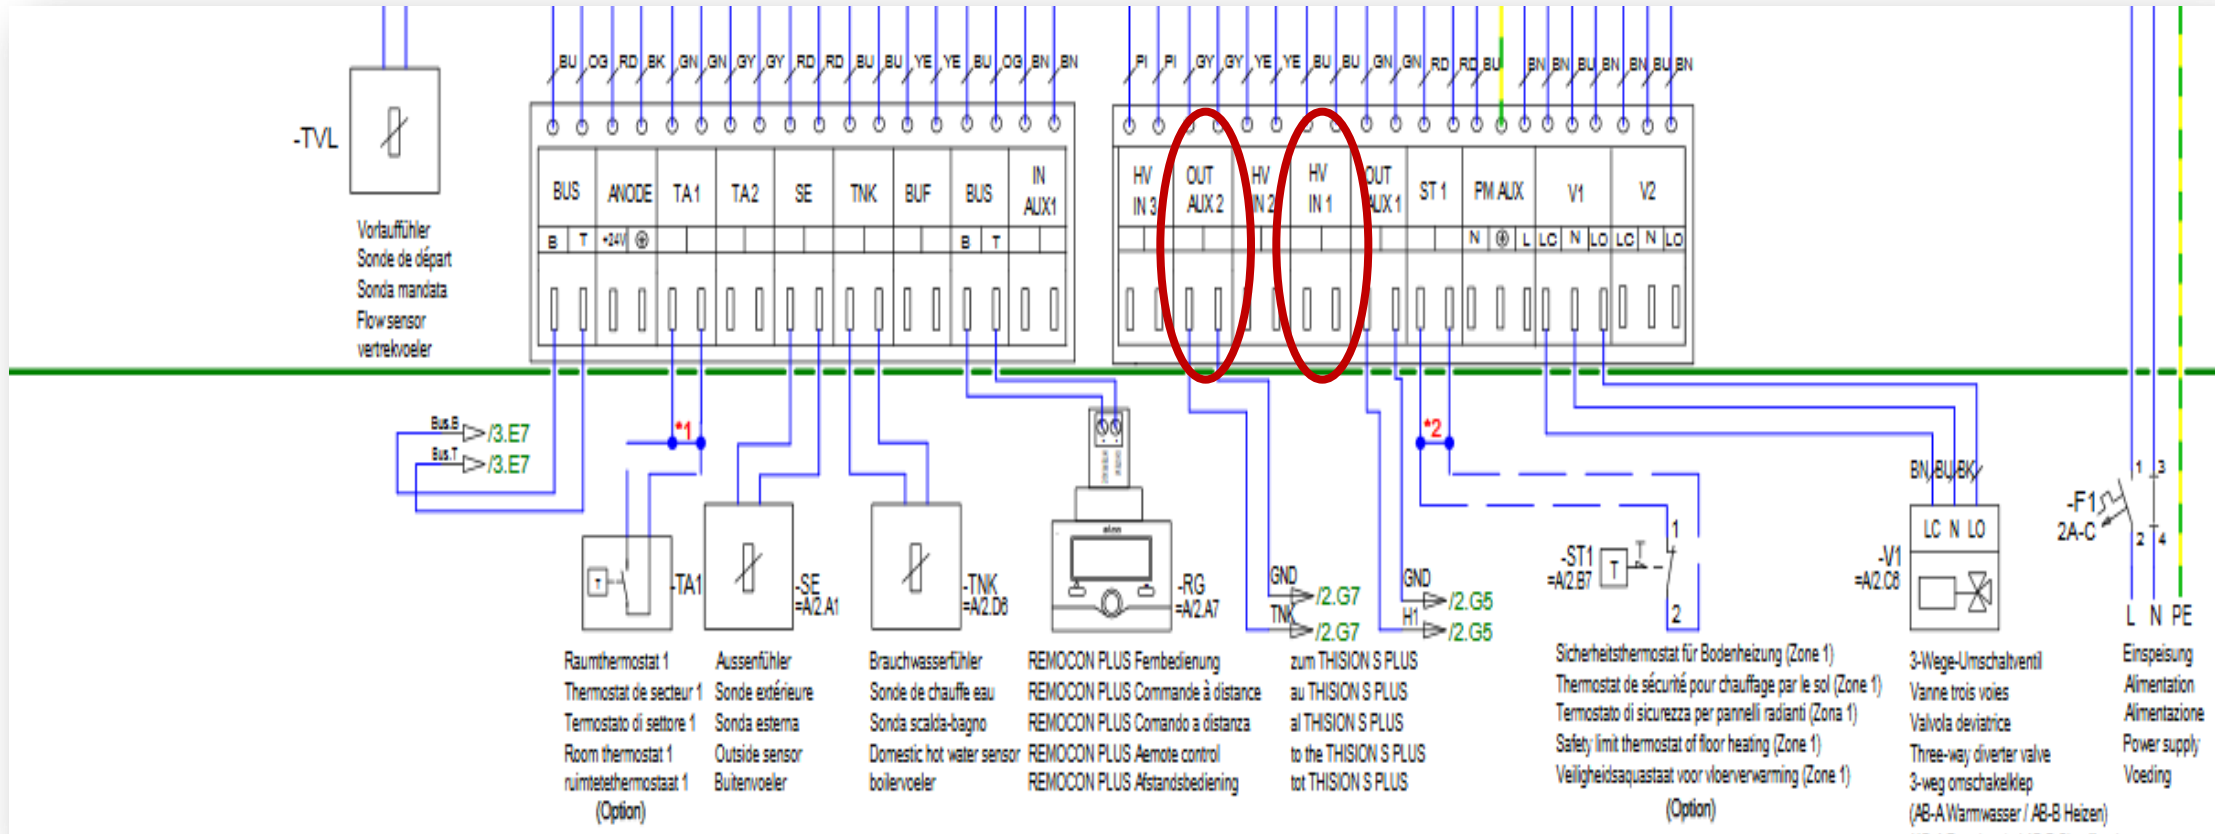 BU OG RD BK GN GN GY GY RD RD BU BU YE YE BU OG BN BN
PI PI GY GY YE YE BU BU GN GN RD RD BU BN BN BU BN BN BU BN
-TVL
Vorlauffühler
Sonde de départ
Sonda mandata
Flow sensor
vertrekvoeler
BUS ANODE TA1 TA2 SE TNK BUF BUS IN AUX1
B T +24V B T
HV IN 3 OUT AUX 2 HV IN 2 HV IN 1 OUT AUX 1 ST 1 PM AUX V1 V2
N L LC N LO LC N LO
Bus.B /3.E7
Bus.T /3.E7
*1
*2
T
-TA1
-SE
=A/2.A1
-TNK
=A/2.D6
elco
-RG
=A/2.A7
GND /2.G7
TNK /2.G7
GND /2.G5
H1 /2.G5
-ST1
=A/2.B7
T
T
1
2
BN BU BK
LC N LO
-V1
=A/2.C6
1 3
-F1
2A-C
2 4
L N PE
Raumthermostat 1
Thermostat de secteur 1
Termostato di settore 1
Room thermostat 1
ruimtetethermostaat 1
(Option)
Aussenfühler
Sonde extérieure
Sonda esterna
Outside sensor
Buitenvoeler
Brauchwasserfühler
Sonde de chauffe eau
Sonda scalda-bagno
Domestic hot water sensor
boilervoeler
REMOCON PLUS Fernbedienung
REMOCON PLUS Commande à distance
REMOCON PLUS Comando a distanza
REMOCON PLUS Aemote control
REMOCON PLUS Afstandsbediening
zum THISION S PLUS
au THISION S PLUS
al THISION S PLUS
to the THISION S PLUS
tot THISION S PLUS
Sicherheitsthermostat für Bodenheizung (Zone 1)
Thermostat de sécurité pour chauffage par le sol (Zone 1)
Termostato di sicurezza per pannelli radianti (Zona 1)
Safety limit thermostat of floor heating (Zone 1)
Veiligheidsaquastaat voor vloerverwarming (Zone 1)
(Option)
3-Wege-Umschaltventil
Vanne trois voies
Valvola deviatrice
Three-way diverter valve
3-weg omschakelklep
(AB-A Warmwasser / AB-B Heizen)
Einspeisung
Alimentation
Alimentazione
Power supply
Voeding